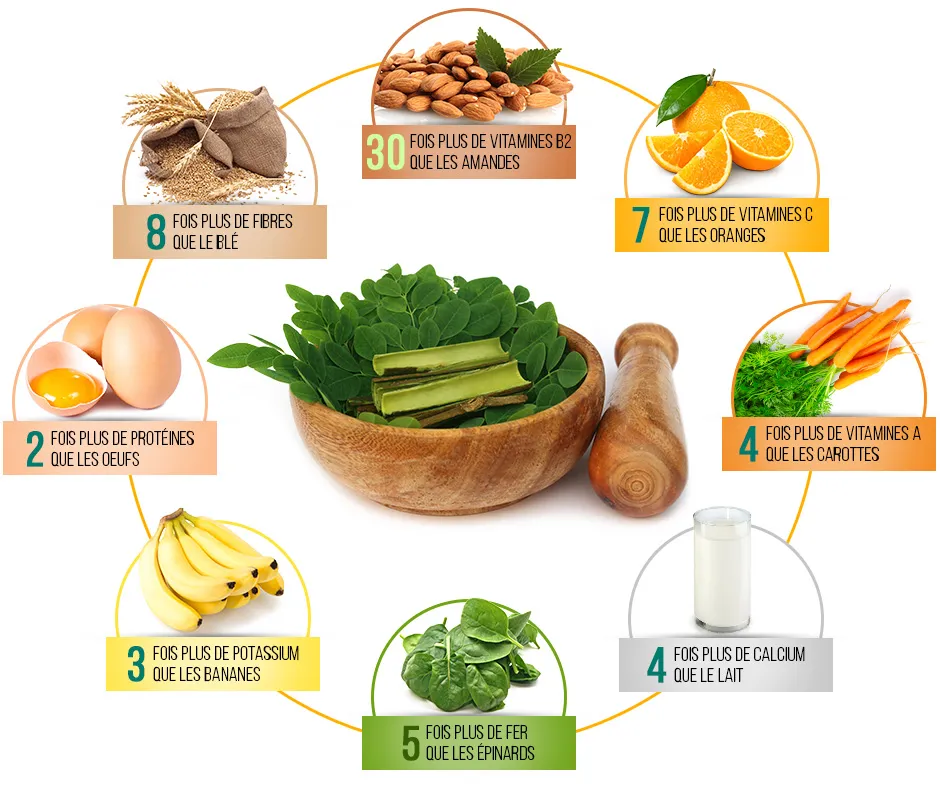 30 FOIS PLUS DE VITAMINES B2
QUE LES AMANDES
7 FOIS PLUS DE VITAMINES C
QUE LES ORANGES
4 FOIS PLUS DE VITAMINES A
QUE LES CAROTTES
4 FOIS PLUS DE CALCIUM
QUE LE LAIT
5 FOIS PLUS DE FER
QUE LES ÉPINARDS
3 FOIS PLUS DE POTASSIUM
QUE LES BANANES
2 FOIS PLUS DE PROTÉINES
QUE LES OEUFS
8 FOIS PLUS DE FIBRES
QUE LE BLÉ